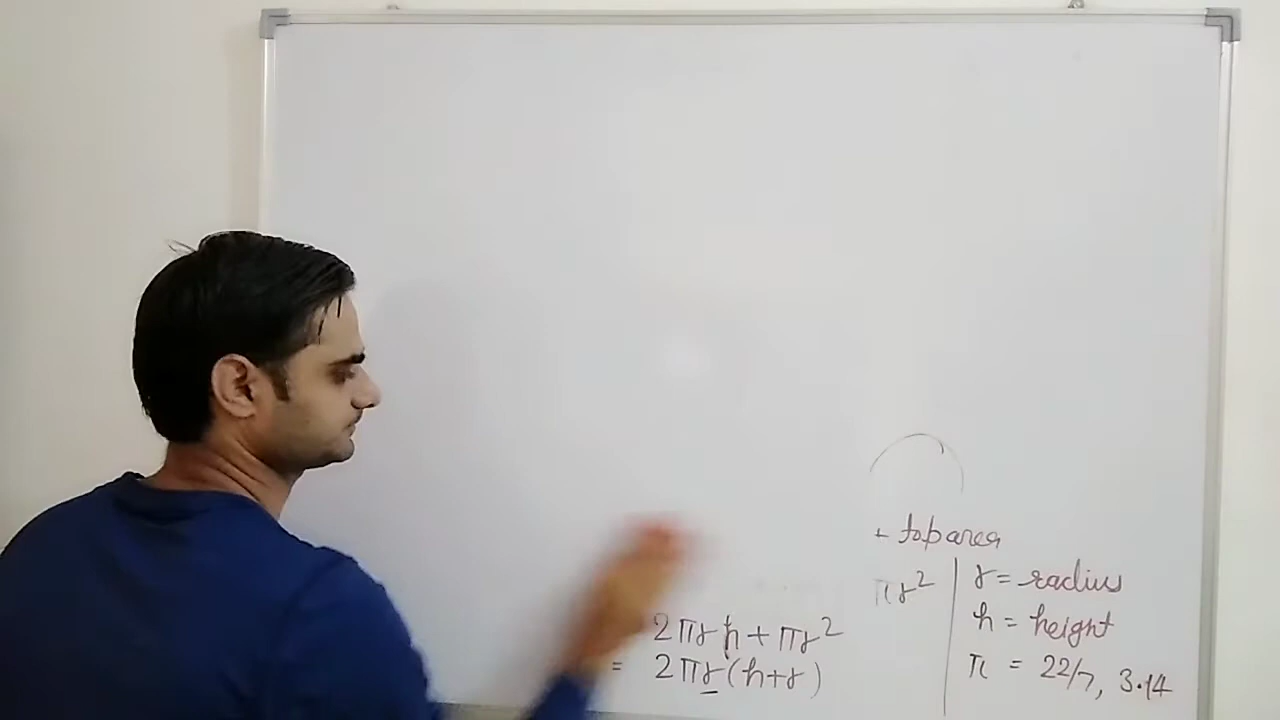 + top area
πr²
r = radius
h = height
π = 22/7, 3.14
2πrh + πr²
= 2πr(h+r)